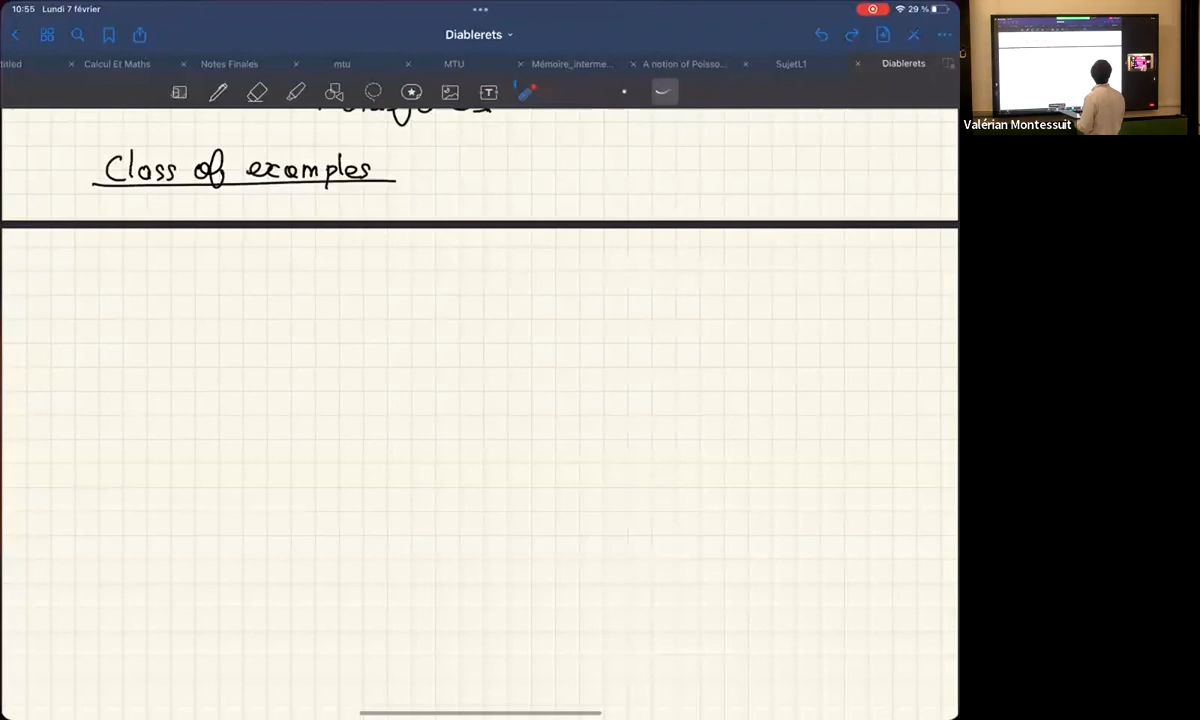 10:55 Lundi 7 février
29 %
Diablerets
Calcul Et Maths
Notes Finales
mtu
MTU
Mémoire_interme...
A notion of Poisso...
SujetL1
Diablerets
Class of examples
Valérian Montessuit